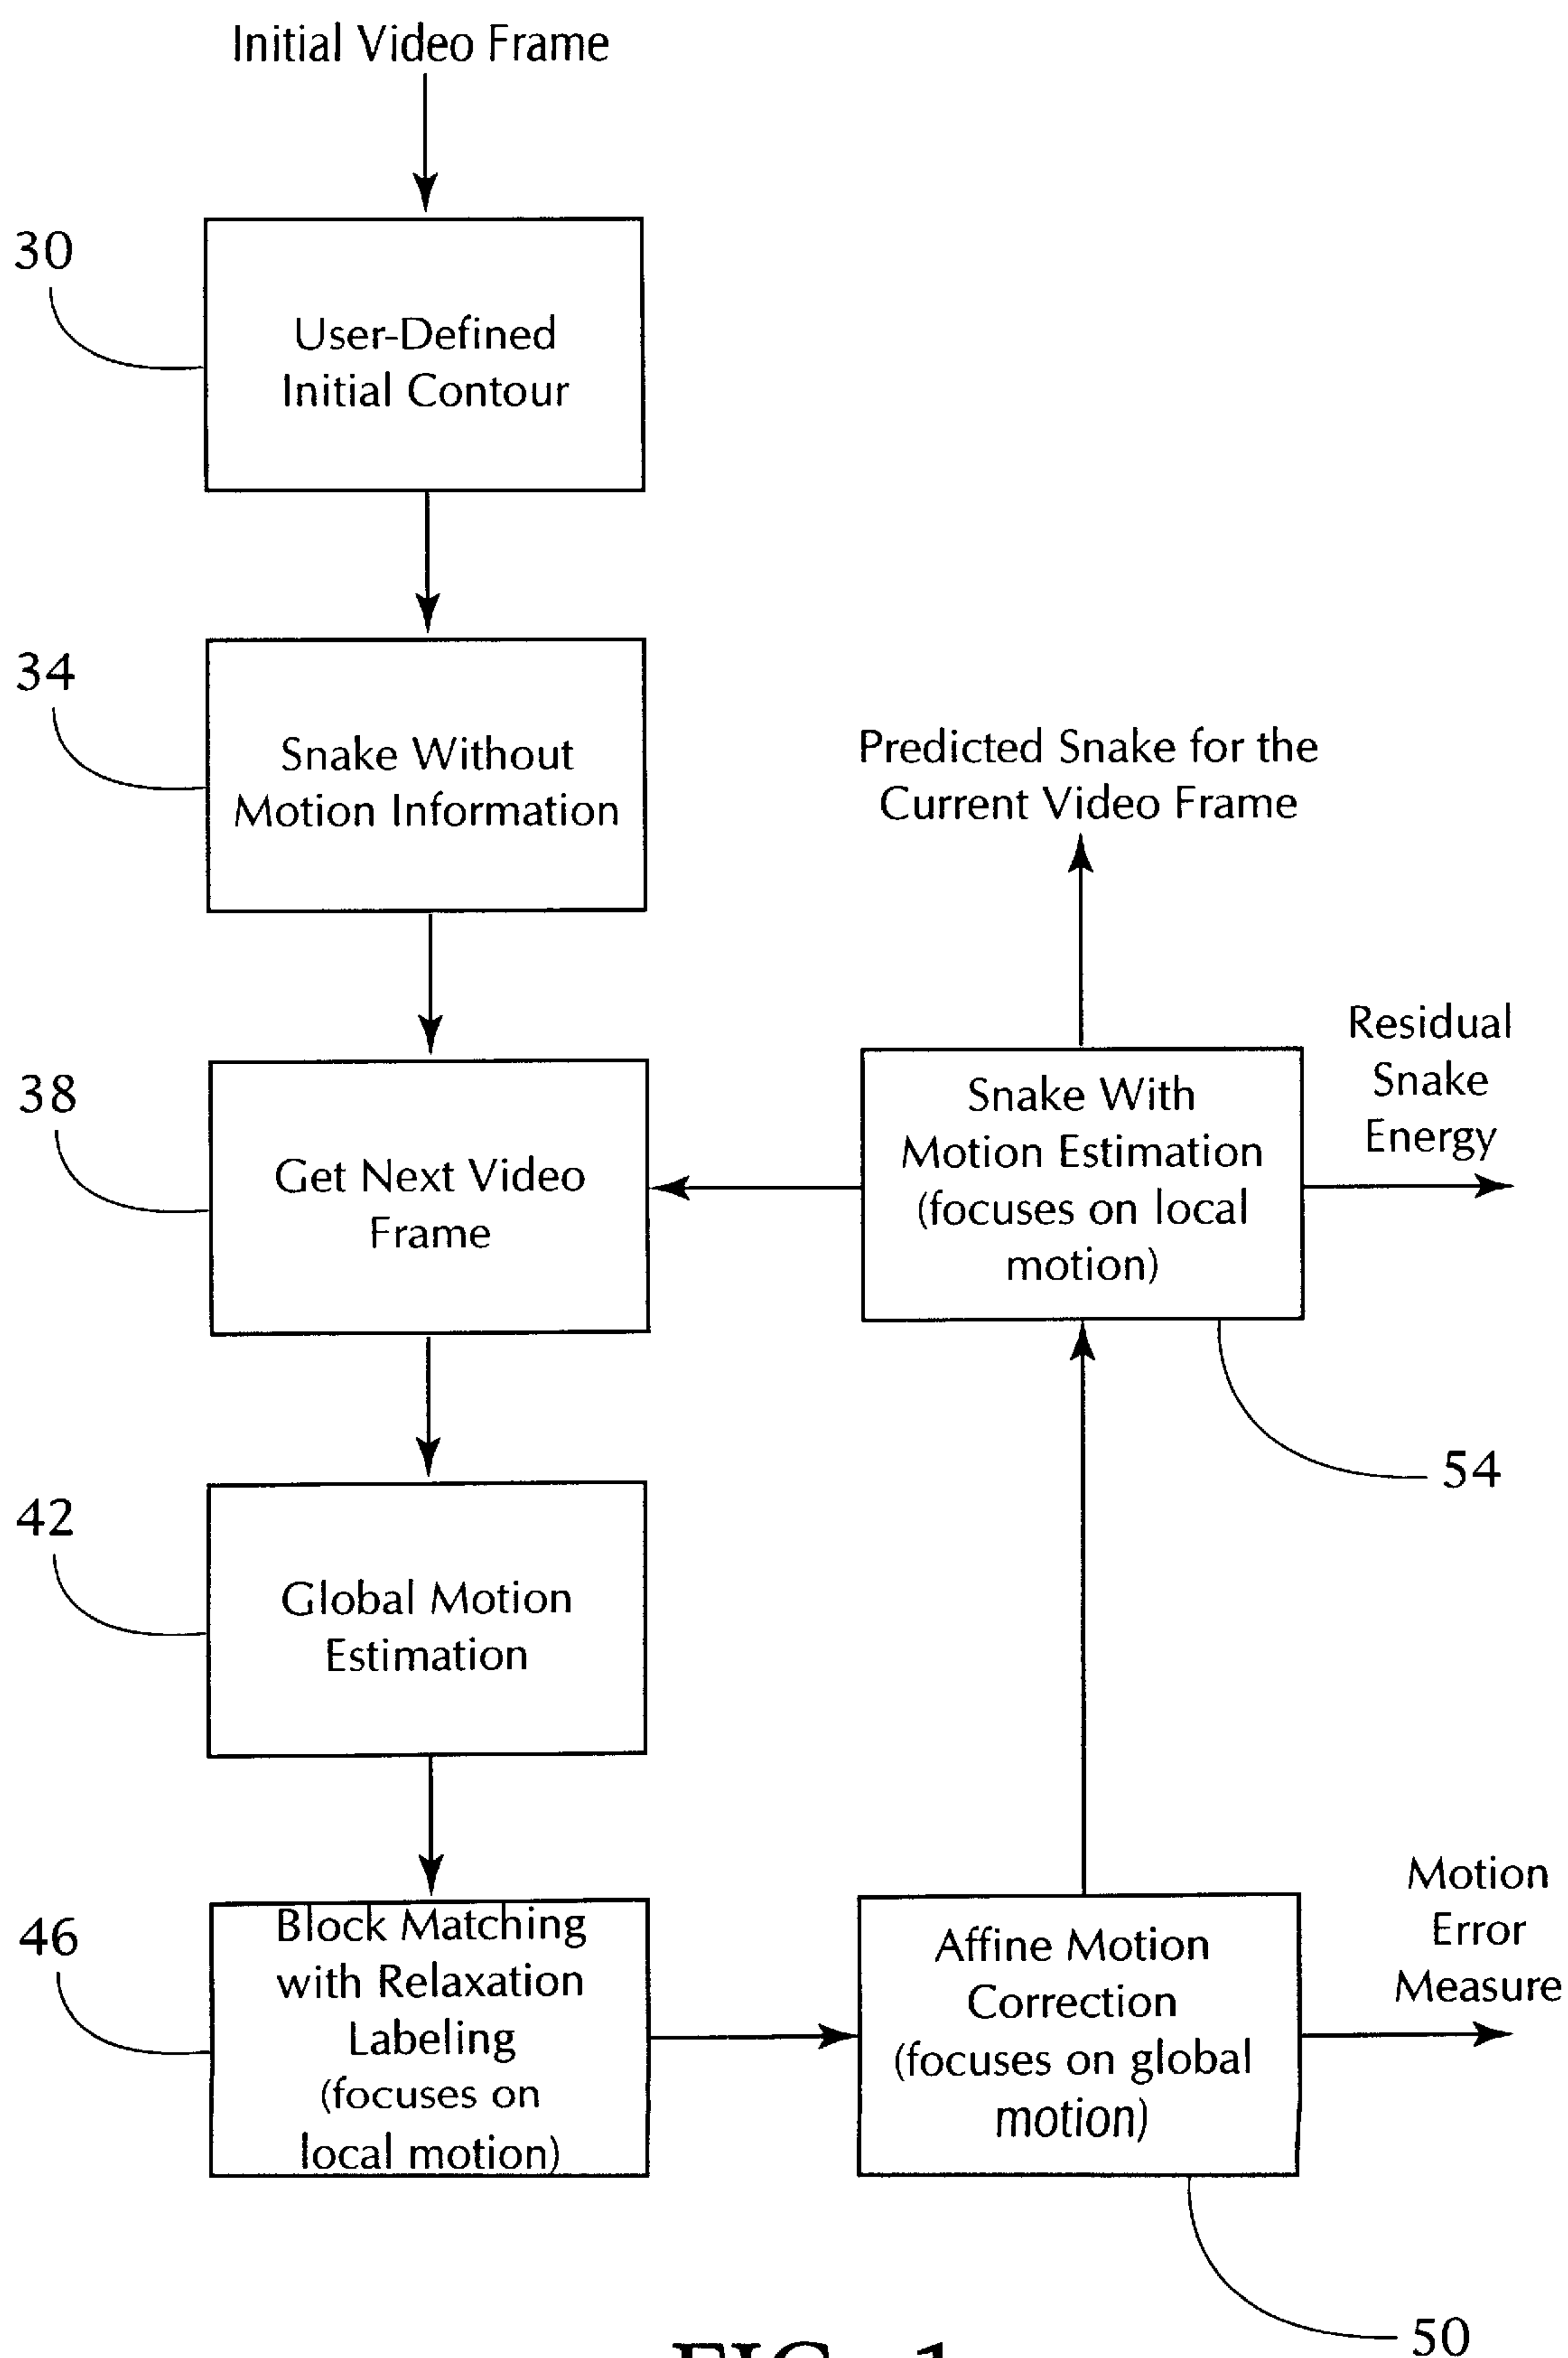 Initial Video Frame
30
User-Defined
Initial Contour
34
Snake Without
Motion Information
Predicted Snake for the
Current Video Frame
38
Get Next Video
Frame
Snake With
Motion Estimation
(focuses on local
motion)
Residual
Snake
Energy
54
42
Global Motion
Estimation
46
Block Matching
with Relaxation
Labeling
(focuses on
local motion)
Affine Motion
Correction
(focuses on global
motion)
Motion
Error
Measure
50
FIG. 1